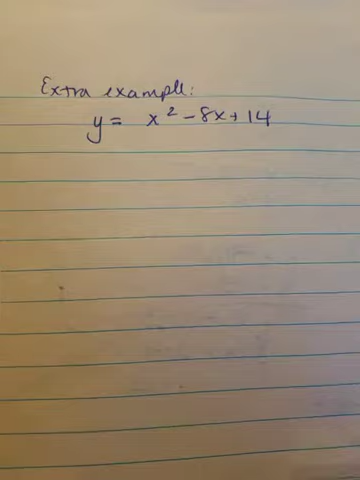 Extra example:
y = x² - 8x + 14